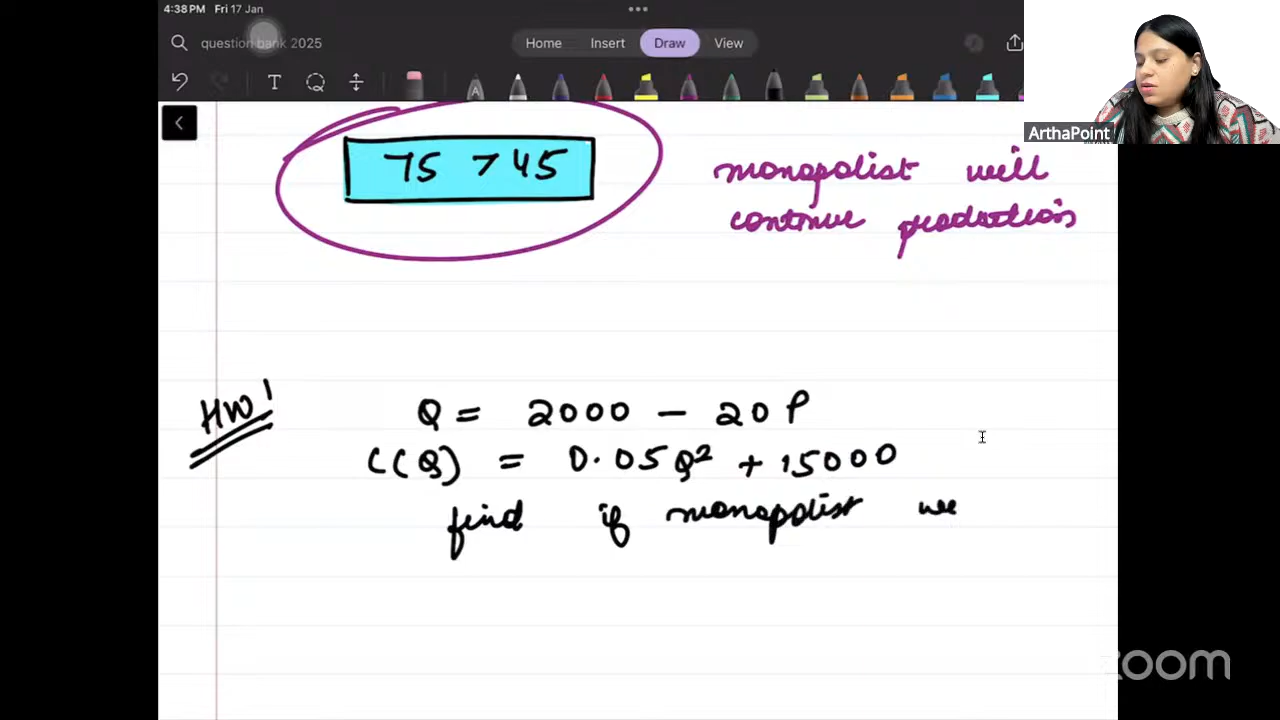 4:38 PM Fri 17 Jan
question bank 2025
Home Insert Draw View
T
A
ArthaPoint
75 > 45
monopolist will
continue production
HW1
Q = 2000 - 20P
C(Q) = 0.05Q² + 15000
find if monopolist we
zoom